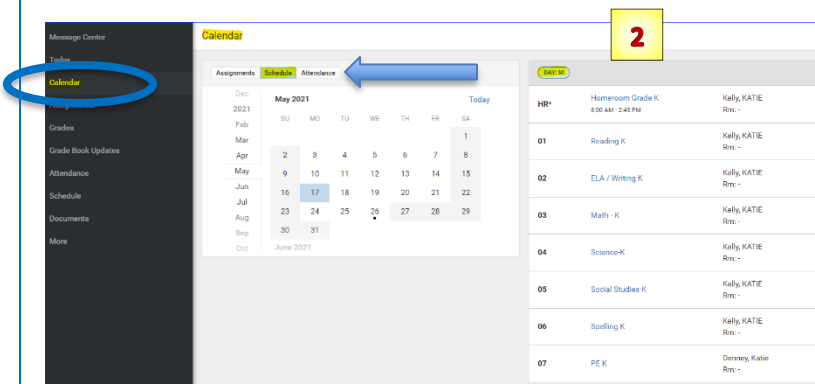 2
Message Center
Today
Calendar
Grades
Grade Book Updates
Attendance
Schedule
Documents
More
Calendar
Assignments Schedule Attendance
Dec
2021
Feb
Mar
Apr
May
Jun
Jul
Aug
Sep
Oct
May 2021 Today
SU MO TU WE TH FR SA
1
2 3 4 5 6 7 8
9 10 11 12 13 14 15
16 17 18 19 20 21 22
23 24 25 26 27 28 29
30 31
June 2021
DAY: M
HR* Homeroom Grade K Kelly, KATIE
8:00 AM - 2:45 PM Rm: -
01 Reading K Kelly, KATIE
Rm: -
02 ELA / Writing K Kelly, KATIE
Rm: -
03 Math - K Kelly, KATIE
Rm: -
04 Science-K Kelly, KATIE
Rm: -
05 Social Studies-K Kelly, KATIE
Rm: -
06 Spelling K Kelly, KATIE
Rm: -
07 PE K Denney, Katie
Rm: -